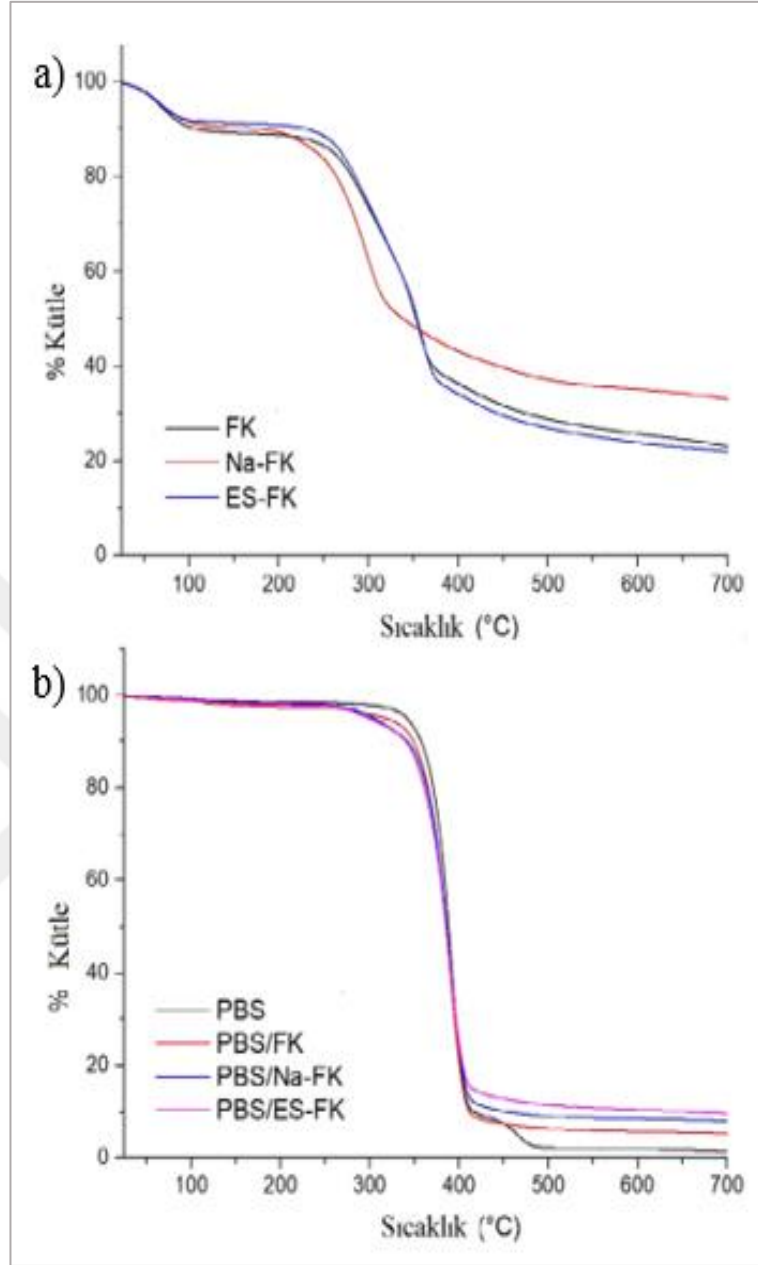 a)
100
80
60
40
20
0
% Kütle
FK
Na-FK
ES-FK
100 200 300 400 500 600 700
Sıcaklık (°C)
b)
100
80
60
40
20
0
% Kütle
PBS
PBS/FK
PBS/Na-FK
PBS/ES-FK
100 200 300 400 500 600 700
Sıcaklık (°C)